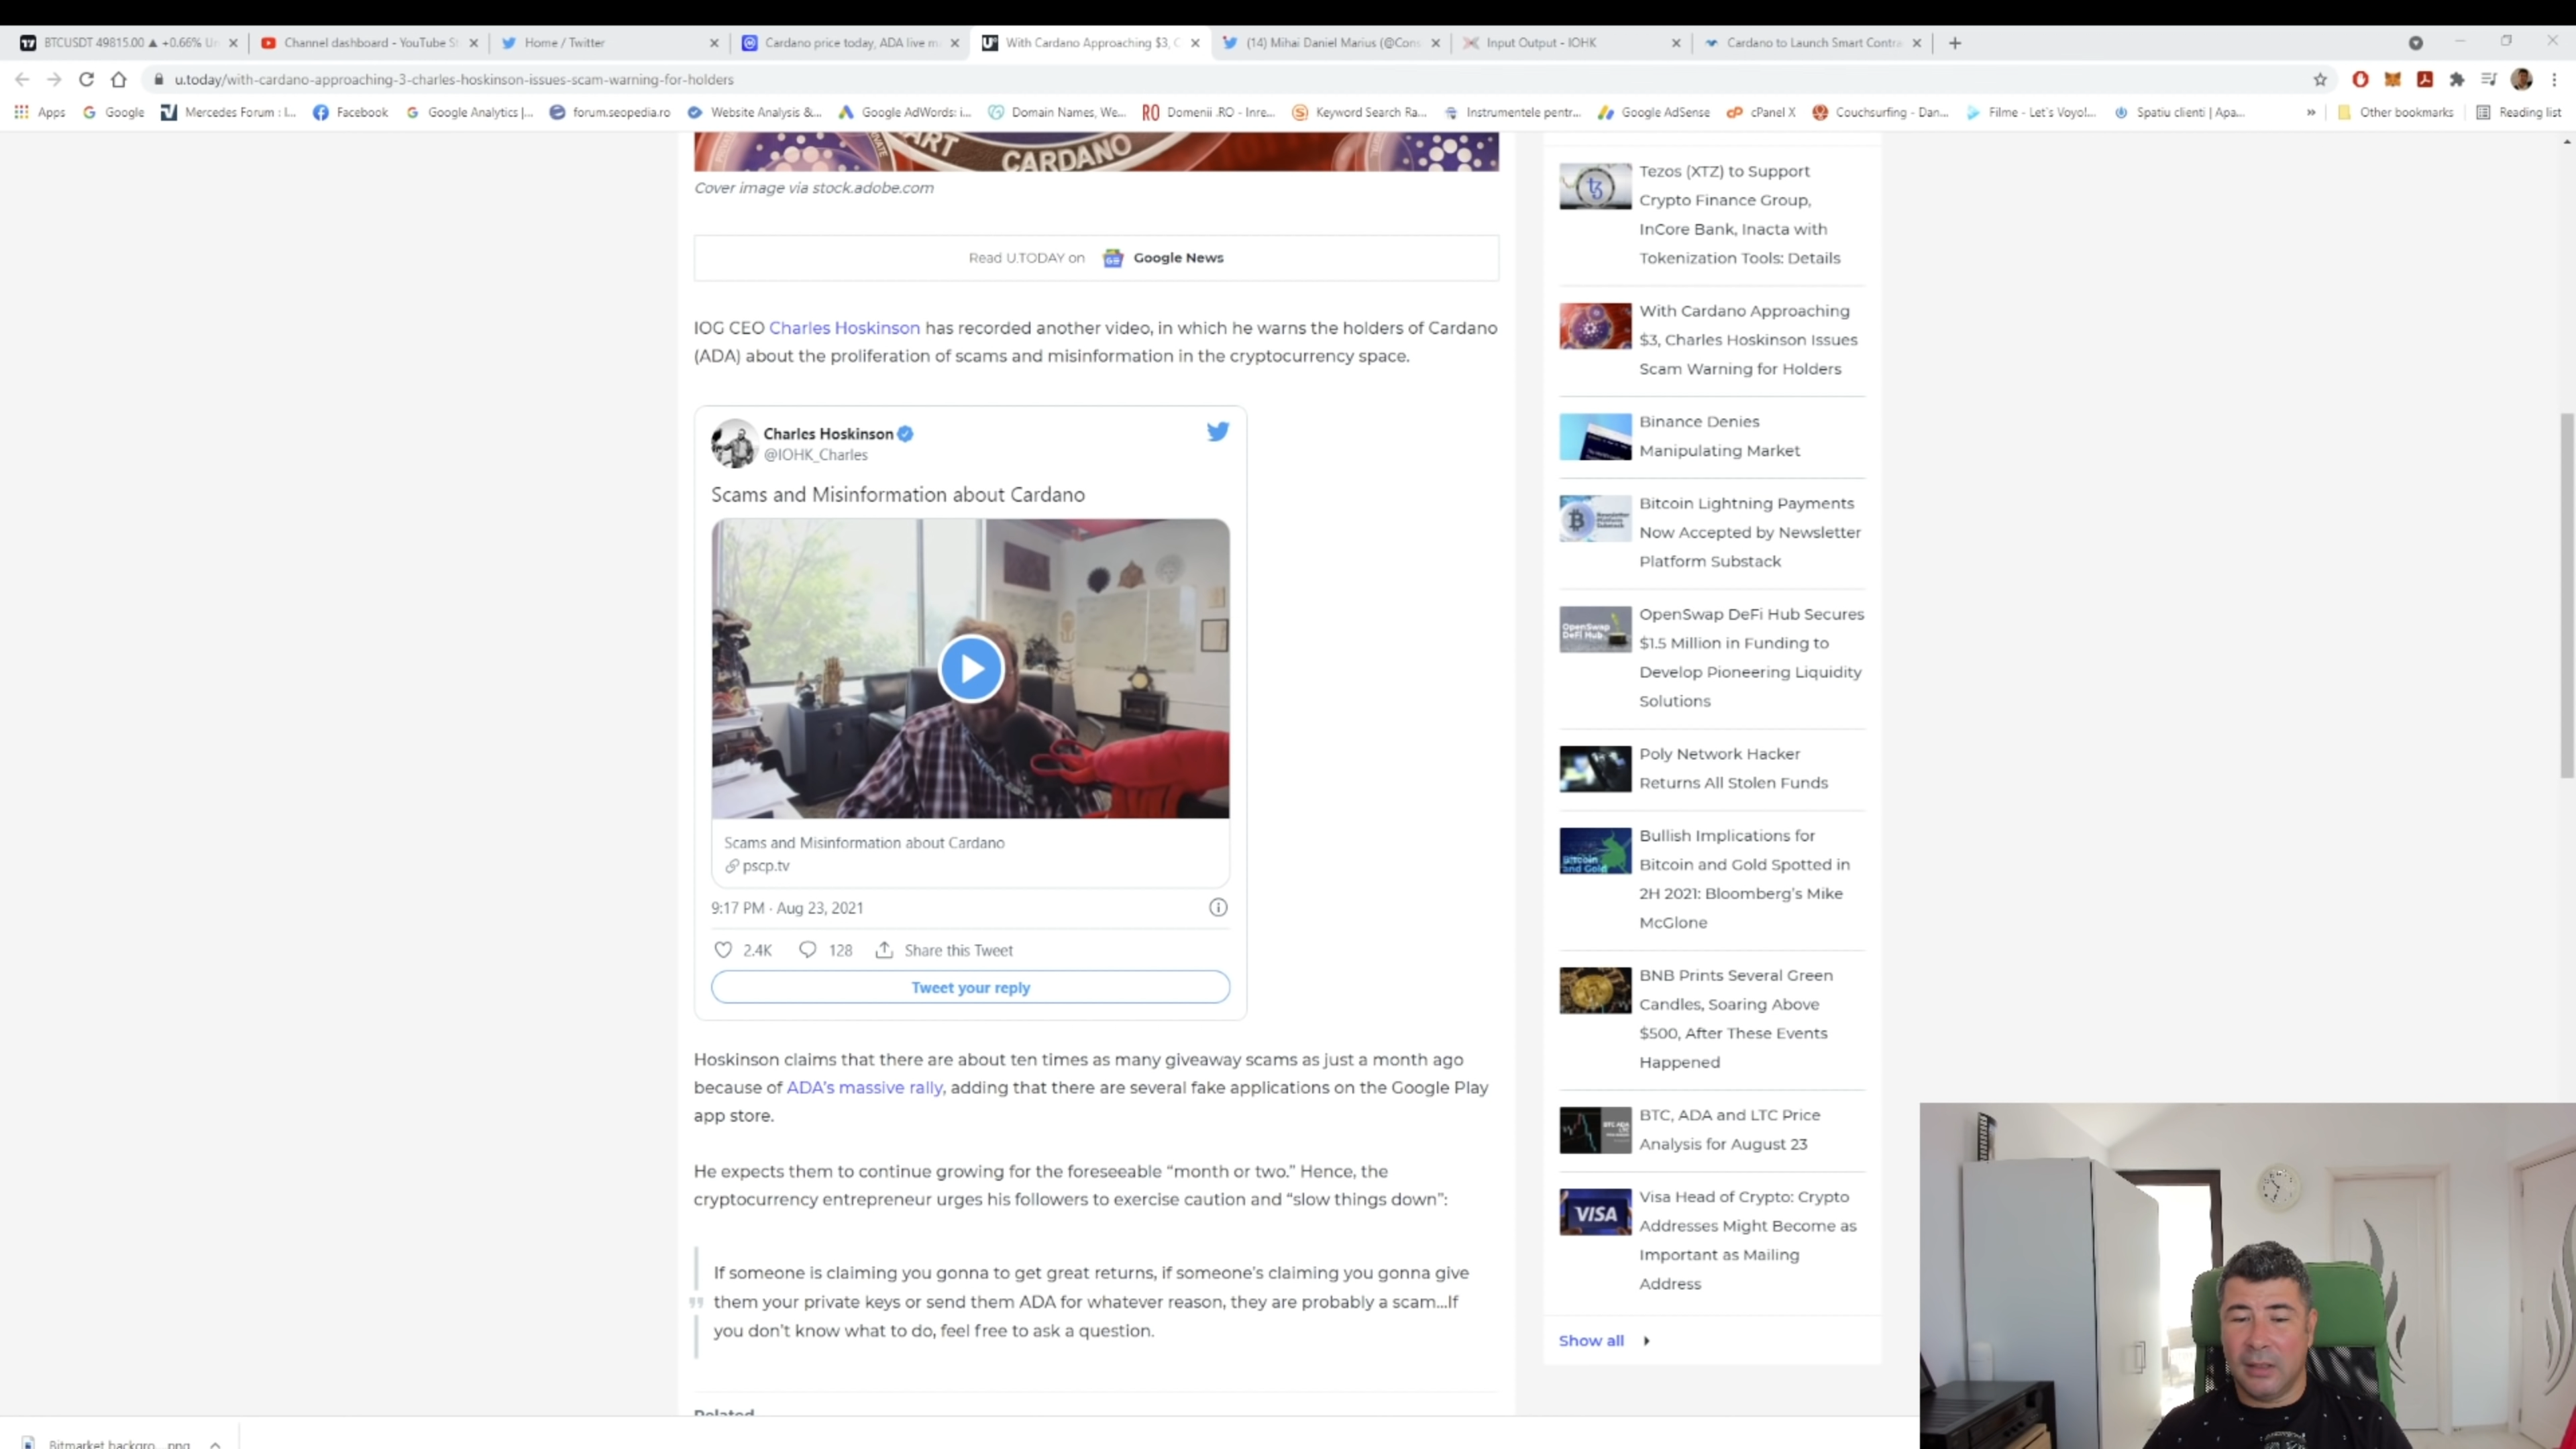 BTCUSDT 49815.00 ▲ +0.66% Un
Channel dashboard - YouTube St
Home / Twitter
Cardano price today, ADA live m
With Cardano Approaching $3, C
(14) Mihai Daniel Marius (@Cons
Input Output - IOHK
Cardano to Launch Smart Contra
u.today/with-cardano-approaching-3-charles-hoskinson-issues-scam-warning-for-holders
Apps
Google
Mercedes Forum : I...
Facebook
Google Analytics |...
forum.seopedia.ro
Website Analysis &...
Google AdWords: i...
Domain Names, We...
Domenii .RO - Inre...
Keyword Search Ra...
Instrumentele pentr...
Google AdSense
cPanel X
Couchsurfing - Dan...
Filme - Let's Voyo!...
Spatiu clienti | Apa...
»
Other bookmarks
Reading list
CARDANO
Cover image via stock.adobe.com
Read U.TODAY on Google News
IOG CEO Charles Hoskinson has recorded another video, in which he warns the holders of Cardano
(ADA) about the proliferation of scams and misinformation in the cryptocurrency space.
Charles Hoskinson
@IOHK_Charles
Scams and Misinformation about Cardano
Scams and Misinformation about Cardano
pscp.tv
9:17 PM · Aug 23, 2021
2.4K 128 Share this Tweet
Tweet your reply
Hoskinson claims that there are about ten times as many giveaway scams as just a month ago
because of ADA's massive rally, adding that there are several fake applications on the Google Play
app store.
He expects them to continue growing for the foreseeable “month or two.” Hence, the
cryptocurrency entrepreneur urges his followers to exercise caution and “slow things down”:
If someone is claiming you gonna to get great returns, if someone's claiming you gonna give
them your private keys or send them ADA for whatever reason, they are probably a scam...If
you don't know what to do, feel free to ask a question.
Related
Tezos (XTZ) to Support
Crypto Finance Group,
InCore Bank, Inacta with
Tokenization Tools: Details
With Cardano Approaching
$3, Charles Hoskinson Issues
Scam Warning for Holders
Binance Denies
Manipulating Market
Bitcoin Lightning Payments
Now Accepted by Newsletter
Platform Substack
OpenSwap
DeFi Hub
OpenSwap DeFi Hub Secures
$1.5 Million in Funding to
Develop Pioneering Liquidity
Solutions
Poly Network Hacker
Returns All Stolen Funds
Bitcoin
and Gold
Bullish Implications for
Bitcoin and Gold Spotted in
2H 2021: Bloomberg's Mike
McGlone
BNB Prints Several Green
Candles, Soaring Above
$500, After These Events
Happened
BTC, ADA and LTC Price
Analysis for August 23
VISA
Visa Head of Crypto: Crypto
Addresses Might Become as
Important as Mailing
Address
Show all
Bitmarket backgro....png